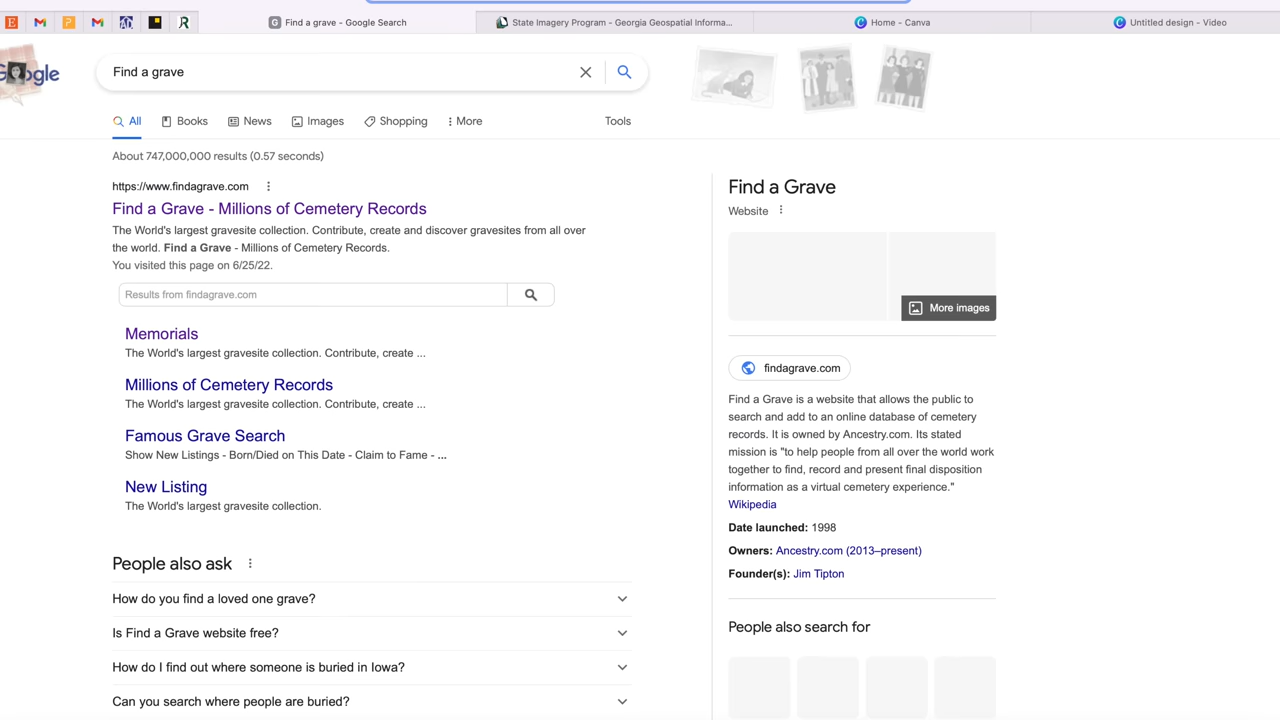 Find a grave - Google Search
State Imagery Program - Georgia Geospatial Informa...
Home - Canva
Untitled design - Video
Find a grave
All
Books
News
Images
Shopping
More
Tools
About 747,000,000 results (0.57 seconds)
https://www.findagrave.com
Find a Grave - Millions of Cemetery Records
The World's largest gravesite collection. Contribute, create and discover gravesites from all over
the world. Find a Grave - Millions of Cemetery Records.
You visited this page on 6/25/22.
Results from findagrave.com
Memorials
The World's largest gravesite collection. Contribute, create ...
Millions of Cemetery Records
The World's largest gravesite collection. Contribute, create ...
Famous Grave Search
Show New Listings - Born/Died on This Date - Claim to Fame - ...
New Listing
The World's largest gravesite collection.
People also ask
How do you find a loved one grave?
Is Find a Grave website free?
How do I find out where someone is buried in Iowa?
Can you search where people are buried?
Find a Grave
Website
More images
findagrave.com
Find a Grave is a website that allows the public to
search and add to an online database of cemetery
records. It is owned by Ancestry.com. Its stated
mission is "to help people from all over the world work
together to find, record and present final disposition
information as a virtual cemetery experience."
Wikipedia
Date launched: 1998
Owners: Ancestry.com (2013–present)
Founder(s): Jim Tipton
People also search for